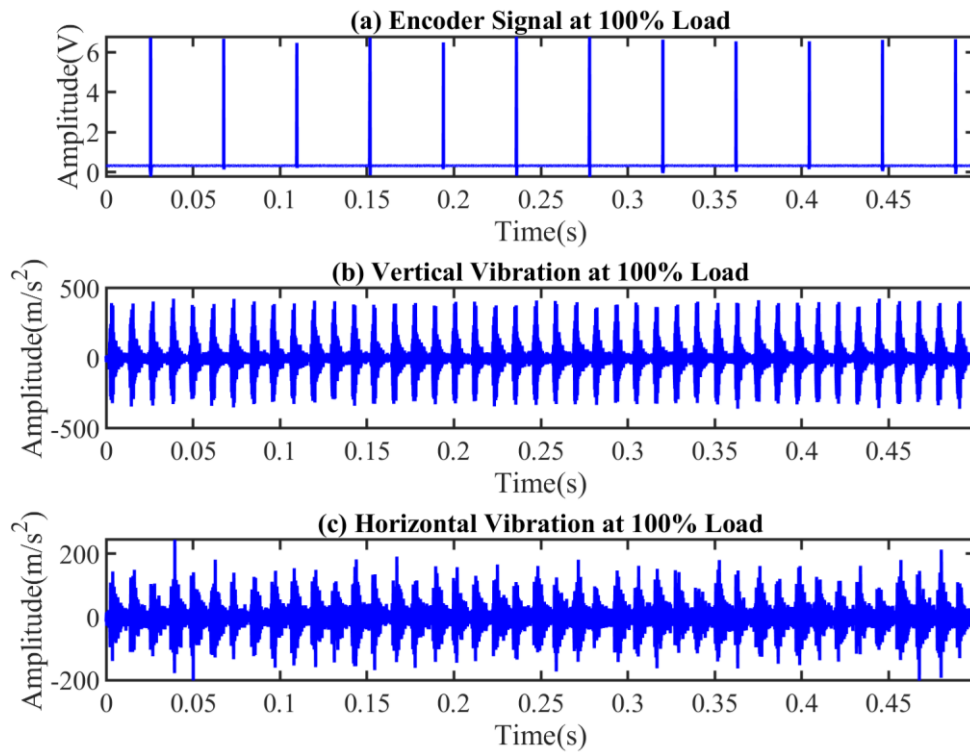 (a) Encoder Signal at 100% Load
Amplitude(V)
6
4
2
0
0 0.05 0.1 0.15 0.2 0.25 0.3 0.35 0.4 0.45
Time(s)
(b) Vertical Vibration at 100% Load
Amplitude(m/s²)
500
0
-500
0 0.05 0.1 0.15 0.2 0.25 0.3 0.35 0.4 0.45
Time(s)
(c) Horizontal Vibration at 100% Load
Amplitude(m/s²)
200
0
-200
0 0.05 0.1 0.15 0.2 0.25 0.3 0.35 0.4 0.45
Time(s)